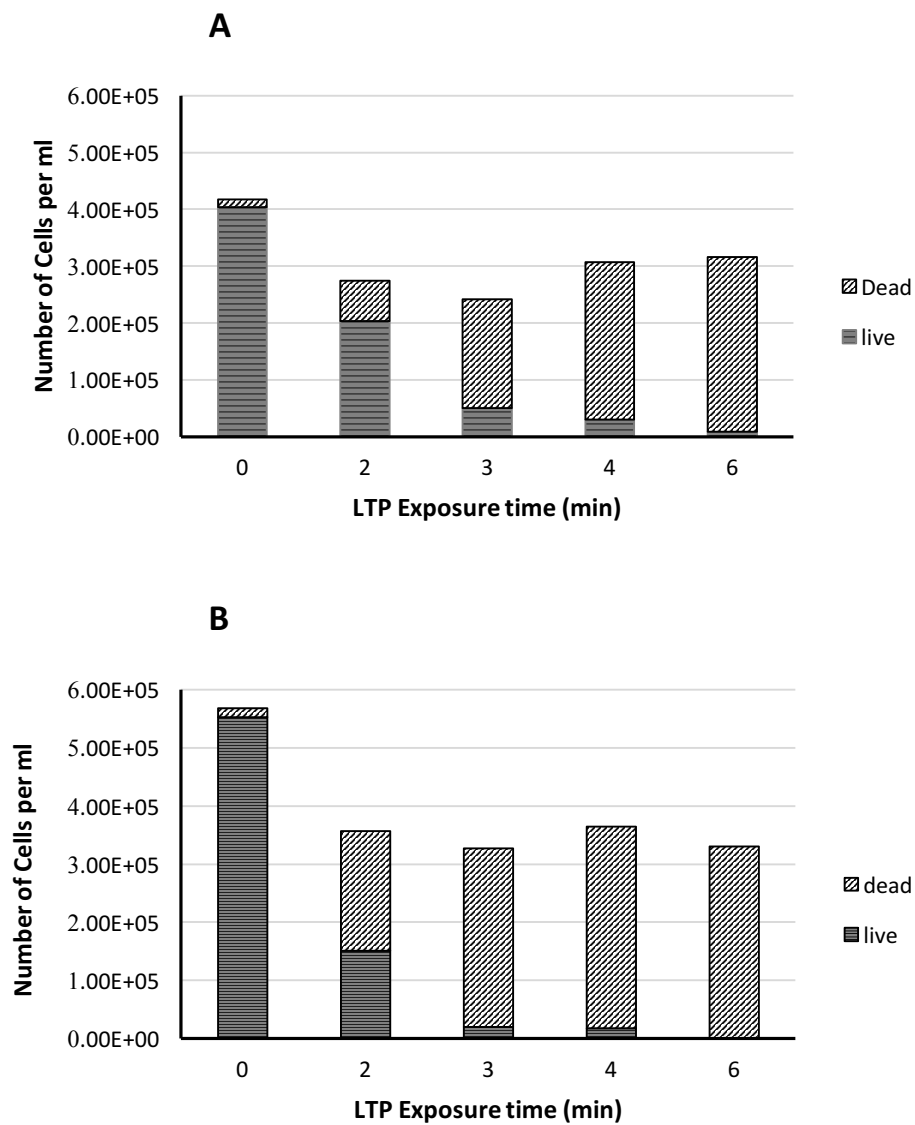 A
Number of Cells per ml
6.00E+05
5.00E+05
4.00E+05
3.00E+05
2.00E+05
1.00E+05
0.00E+00
0 2 3 4 6
LTP Exposure time (min)
Dead
live
B
Number of Cells per ml
6.00E+05
5.00E+05
4.00E+05
3.00E+05
2.00E+05
1.00E+05
0.00E+00
0 2 3 4 6
LTP Exposure time (min)
dead
live